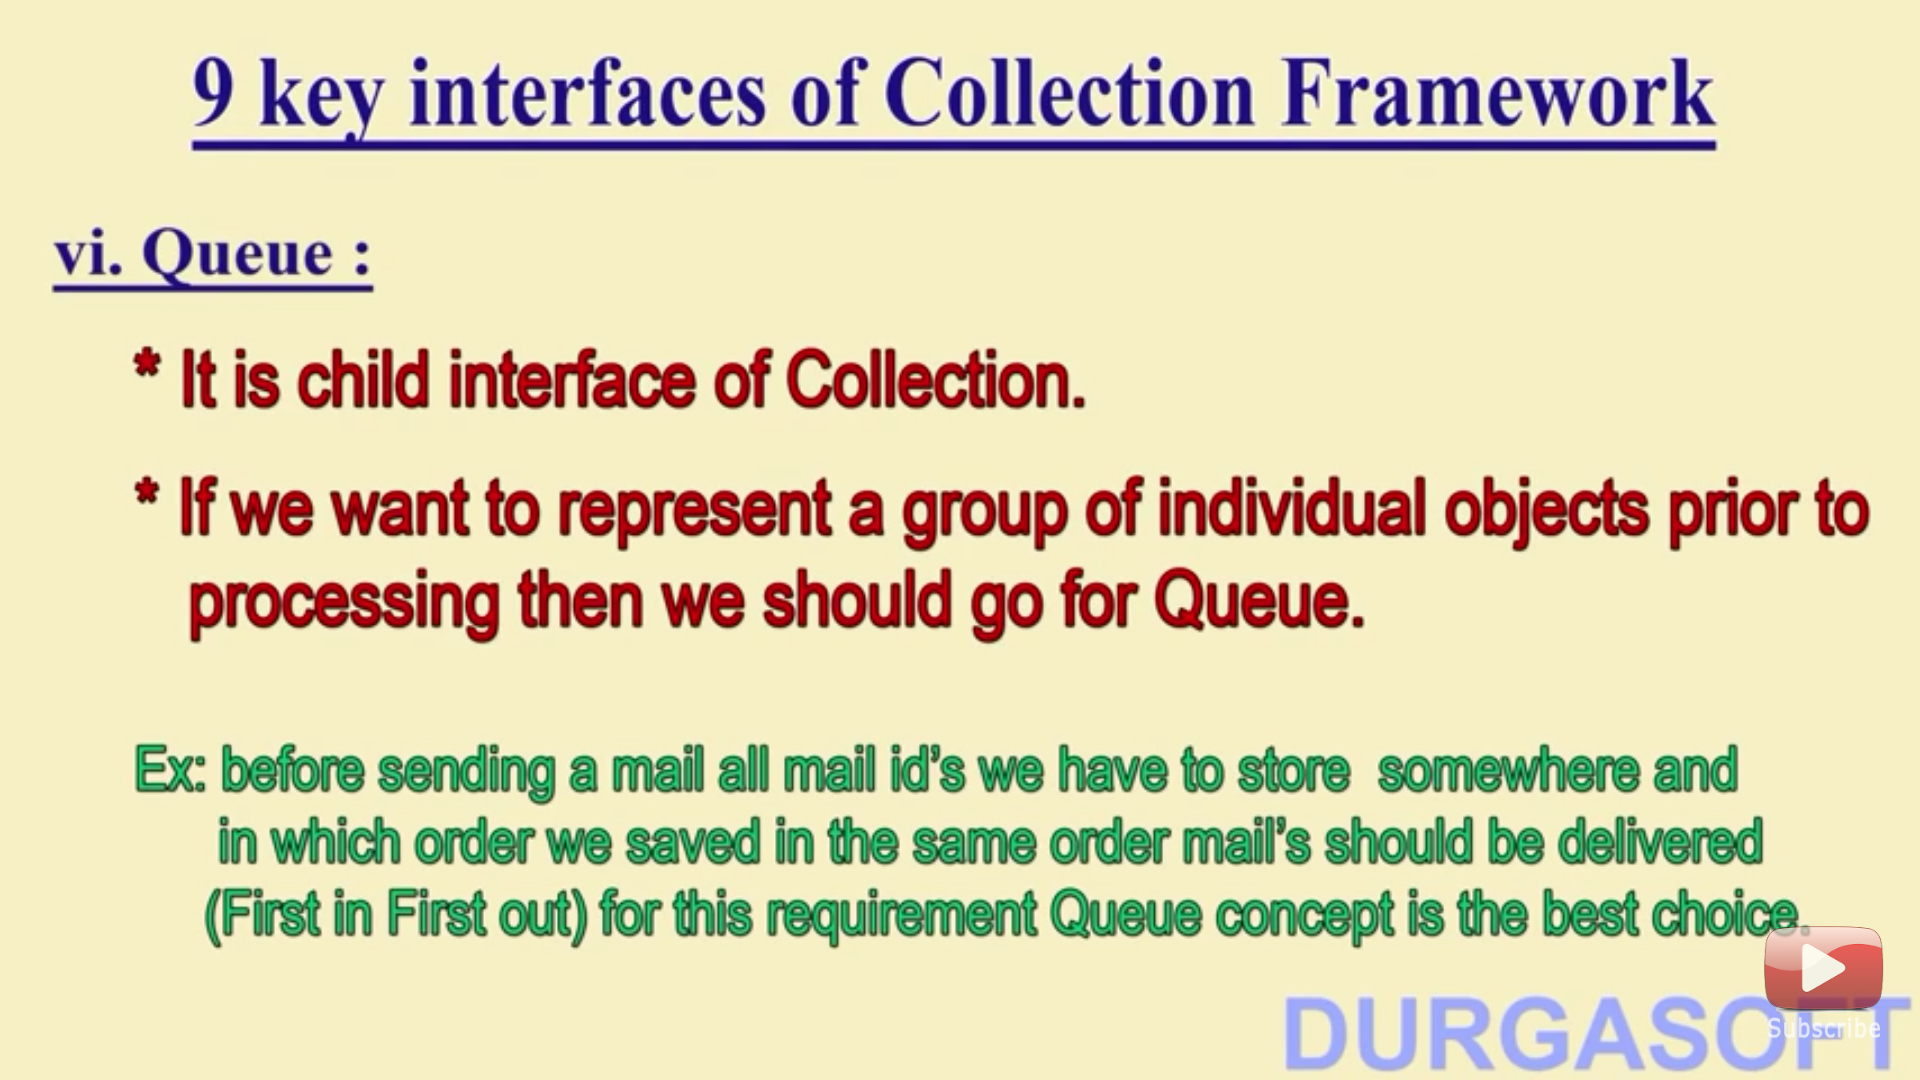 9 key interfaces of Collection Framework
vi. Queue :
* It is child interface of Collection.
* If we want to represent a group of individual objects prior to
processing then we should go for Queue.
Ex: before sending a mail all mail id’s we have to store somewhere and
in which order we saved in the same order mail’s should be delivered
(First in First out) for this requirement Queue concept is the best choice.
DURGASOFT
Subscribe